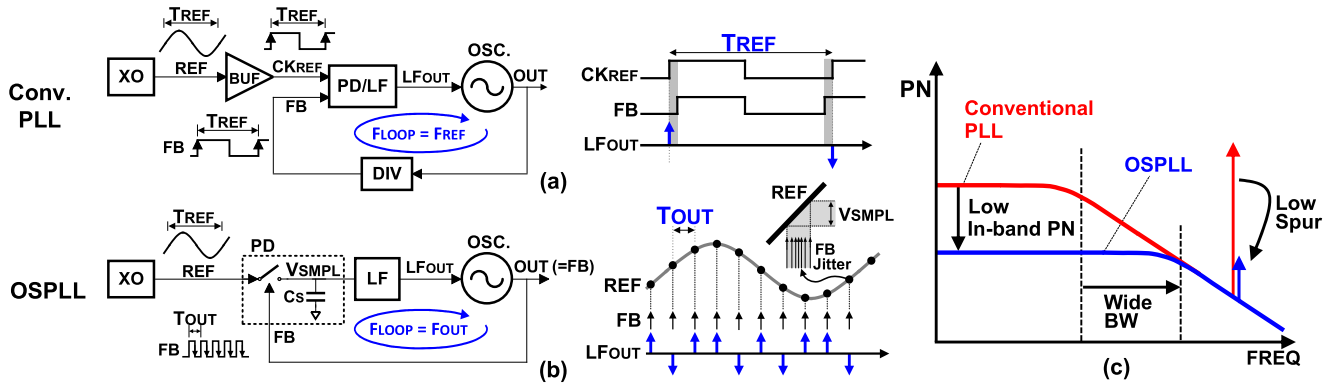 Conv.
PLL
TREF
XO
REF
BUF
TREF
CKREF
FB
PD/LF
LFOUT
OSC.
OUT
FLOOP = FREF
TREF
FB
DIV
(a)
TREF
CKREF
FB
LFOUT
OSPLL
TREF
XO
REF
PD
VSMPL
CS
FB
LF
LFOUT
OSC.
OUT (=FB)
FLOOP = FOUT
TOUT
FB
(b)
TOUT
REF
VSMPL
FB
Jitter
REF
FB
LFOUT
PN
Conventional
PLL
OSPLL
Low
In-band PN
Low
Spur
Wide
BW
FREQ
(c)